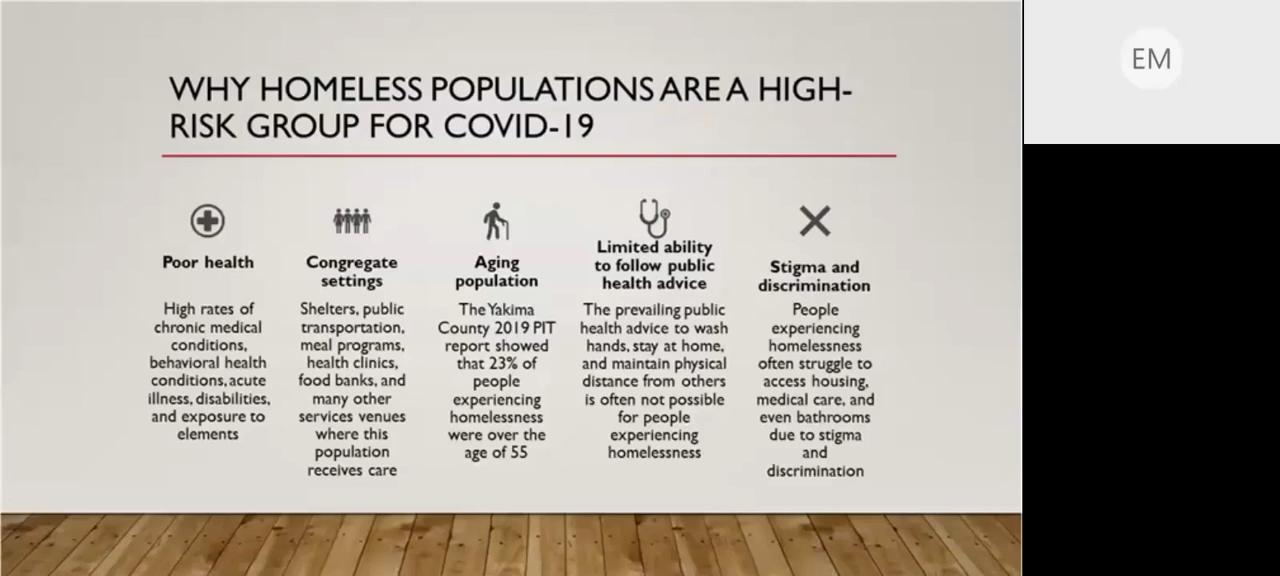 WHY HOMELESS POPULATIONS ARE A HIGH-
RISK GROUP FOR COVID-19
Poor health
High rates of
chronic medical
conditions,
behavioral health
conditions, acute
illness, disabilities,
and exposure to
elements
Congregate
settings
Shelters, public
transportation,
meal programs,
health clinics,
food banks, and
many other
services venues
where this
population
receives care
Aging
population
The Yakima
County 2019 PIT
report showed
that 23% of
people
experiencing
homelessness
were over the
age of 55
Limited ability
to follow public
health advice
The prevailing public
health advice to wash
hands, stay at home,
and maintain physical
distance from others
is often not possible
for people
experiencing
homelessness
Stigma and
discrimination
People
experiencing
homelessness
often struggle to
access housing,
medical care, and
even bathrooms
due to stigma
and
discrimination
EM